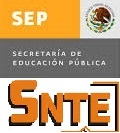 SEP
SECRETARÍA DE
EDUCACIÓN PÚBLICA
SNTE